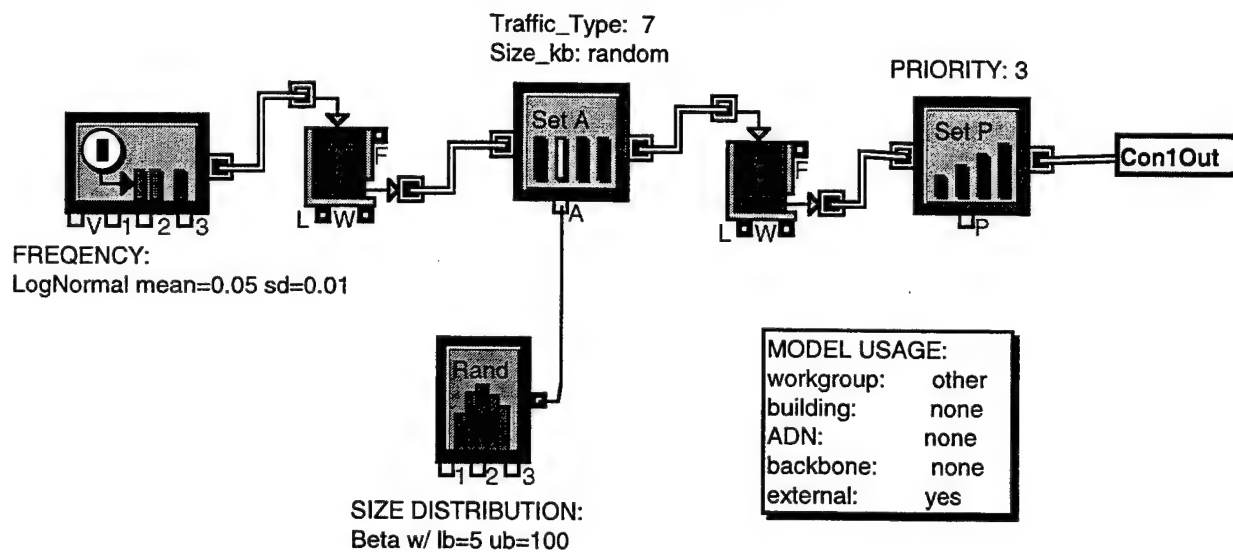 Traffic_Type: 7
Size_kb: random
PRIORITY: 3
Set A
Set P
F
F
Con1Out
V 1 2 3
L W
A
L W
P
FREQENCY:
LogNormal mean=0.05 sd=0.01
Rand
1 2 3
SIZE DISTRIBUTION:
Beta w/ lb=5 ub=100
MODEL USAGE:
workgroup: other
building: none
ADN: none
backbone: none
external: yes